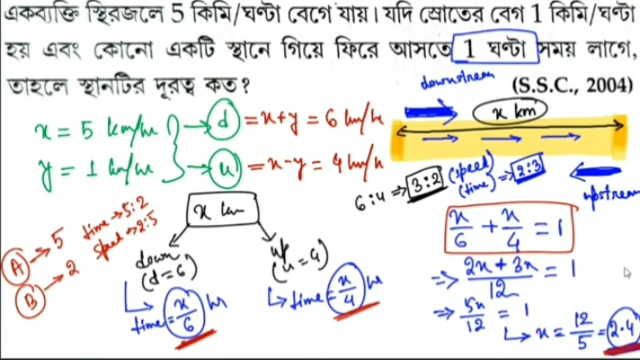 একব্যক্তি স্থিরজলে 5 কিমি/ঘণ্টা বেগে যায়। যদি স্রোতের বেগ 1 কিমি/ঘণ্টা
হয় এবং কোনো একটি স্থানে গিয়ে ফিরে আসতে 1 ঘণ্টা সময় লাগে,
তাহলে স্থানটির দূরত্ব কত? (S.S.C., 2004)
downstream
x km
x = 5 km/hr
y = 1 km/hr
d = x+y = 6 km/h
u = x-y = 4 km/h
6:4 ⇒ 3:2 (speed)
(time) ⇒ 2:3
upstream
A → 5
B → 2
time → 5:2
speed → 2:5
x km
down
(d=6)
time = x/6 hr
up
(u=4)
time = x/4 hr
x/6 + x/4 = 1
⇒ 2x + 3x / 12 = 1
⇒ 5x/12 = 1
x = 12/5 = 2.4